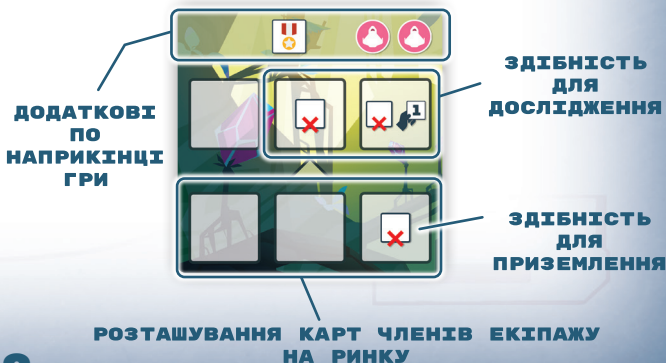 1
ЗДІБНІСТЬ
ДЛЯ
ДОСЛІДЖЕННЯ
ДОДАТКОВІ
ПО
НАПРИКІНЦІ
ГРИ
ЗДІБНІСТЬ
ДЛЯ
ПРИЗЕМЛЕННЯ
РОЗТАШУВАННЯ КАРТ ЧЛЕНІВ ЕКІПАЖУ
НА РИНКУ